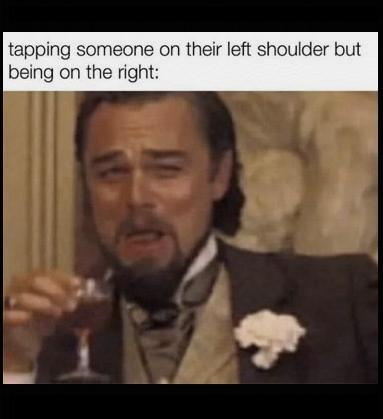 tapping someone on their left shoulder but
being on the right: